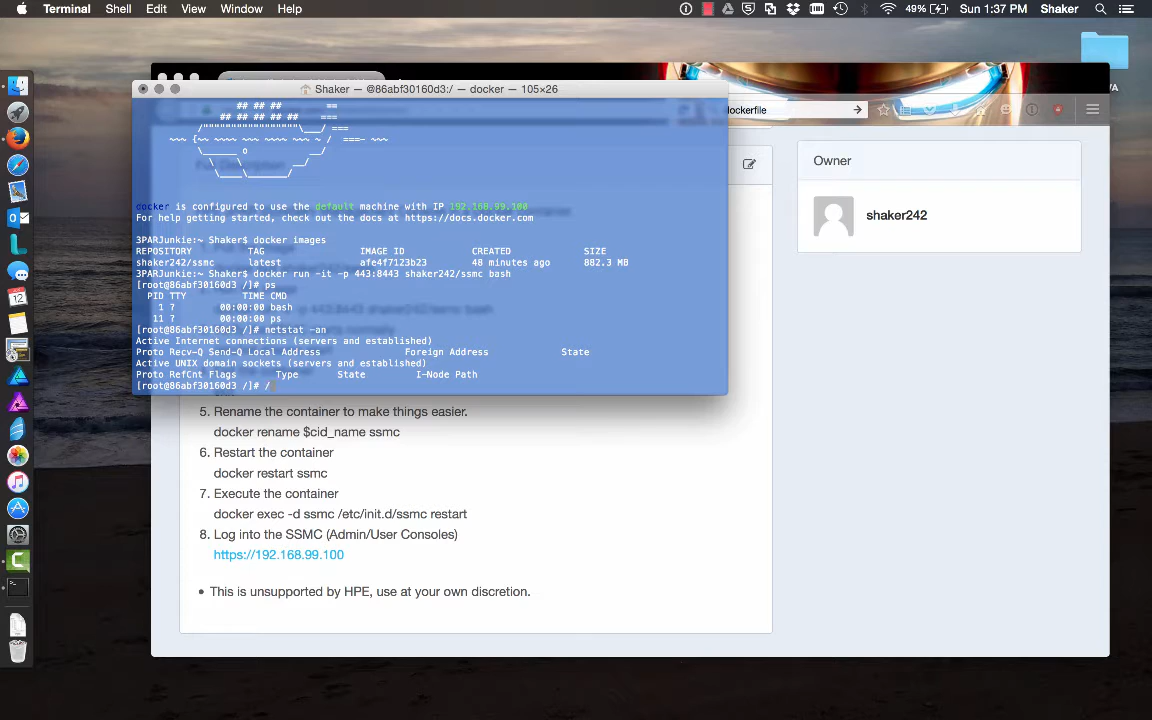 Terminal Shell Edit View Window Help
49% Sun 1:37 PM Shaker
Shaker — @86abf30160d3:/ — docker — 105×26
dockerfile
## ## ## ==
## ## ## ## ## ===
/"""""""""""""""""\___/ ===
~~~ {~~ ~~~~ ~~~ ~~~~ ~~~ ~ / ===- ~~~
\______ o __/
\ \ __/
\____\_______/
docker is configured to use the default machine with IP 192.168.99.100
For help getting started, check out the docs at https://docs.docker.com
3PARJunkie:~ Shaker$ docker images
REPOSITORY TAG IMAGE ID CREATED SIZE
shaker242/ssmc latest afe4f7123b23 48 minutes ago 882.3 MB
3PARJunkie:~ Shaker$ docker run -it -p 443:8443 shaker242/ssmc bash
[root@86abf30160d3 /]# ps
PID TTY TIME CMD
1 ? 00:00:00 bash
11 ? 00:00:00 ps
[root@86abf30160d3 /]# netstat -an
Active Internet connections (servers and established)
Proto Recv-Q Send-Q Local Address Foreign Address State
Active UNIX domain sockets (servers and established)
Proto RefCnt Flags Type State I-Node Path
[root@86abf30160d3 /]# /
Owner
shaker242
5. Rename the container to make things easier.
docker rename $cid_name ssmc
6. Restart the container
docker restart ssmc
7. Execute the container
docker exec -d ssmc /etc/init.d/ssmc restart
8. Log into the SSMC (Admin/User Consoles)
https://192.168.99.100
• This is unsupported by HPE, use at your own discretion.